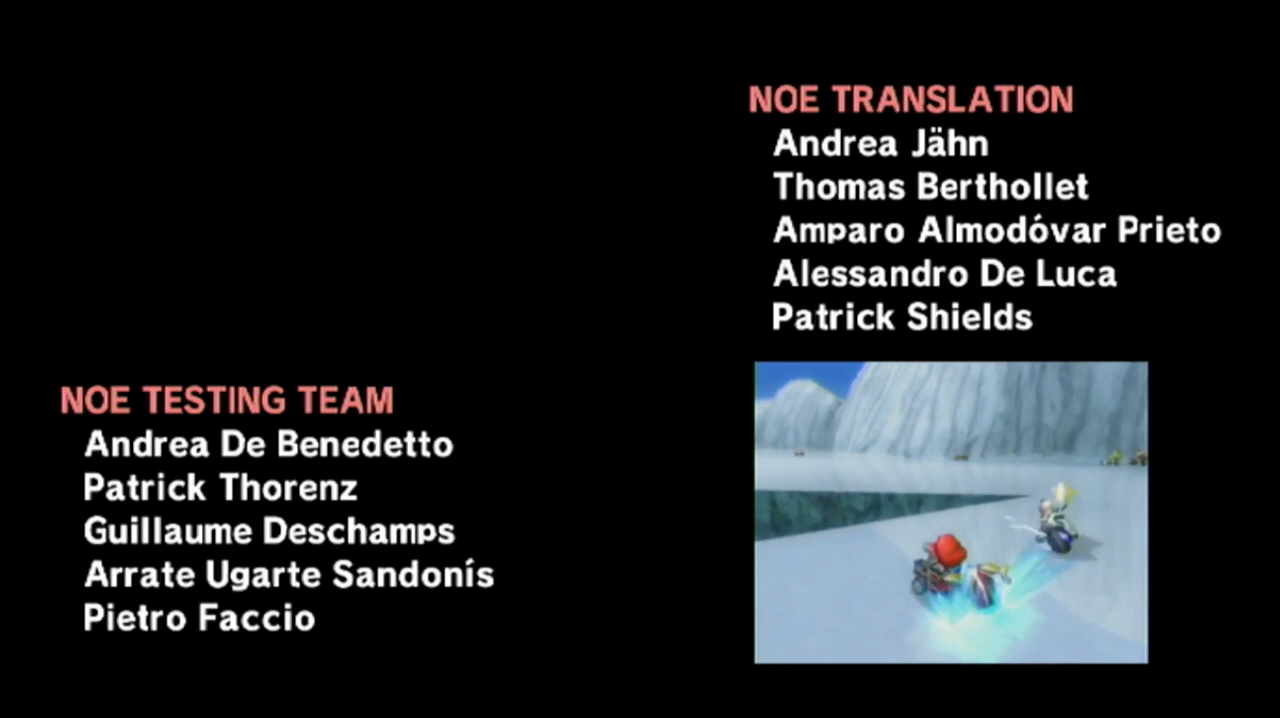 NOE TRANSLATION
Andrea Jähn
Thomas Berthollet
Amparo Almodóvar Prieto
Alessandro De Luca
Patrick Shields
NOE TESTING TEAM
Andrea De Benedetto
Patrick Thorenz
Guillaume Deschamps
Arrate Ugarte Sandonís
Pietro Faccio